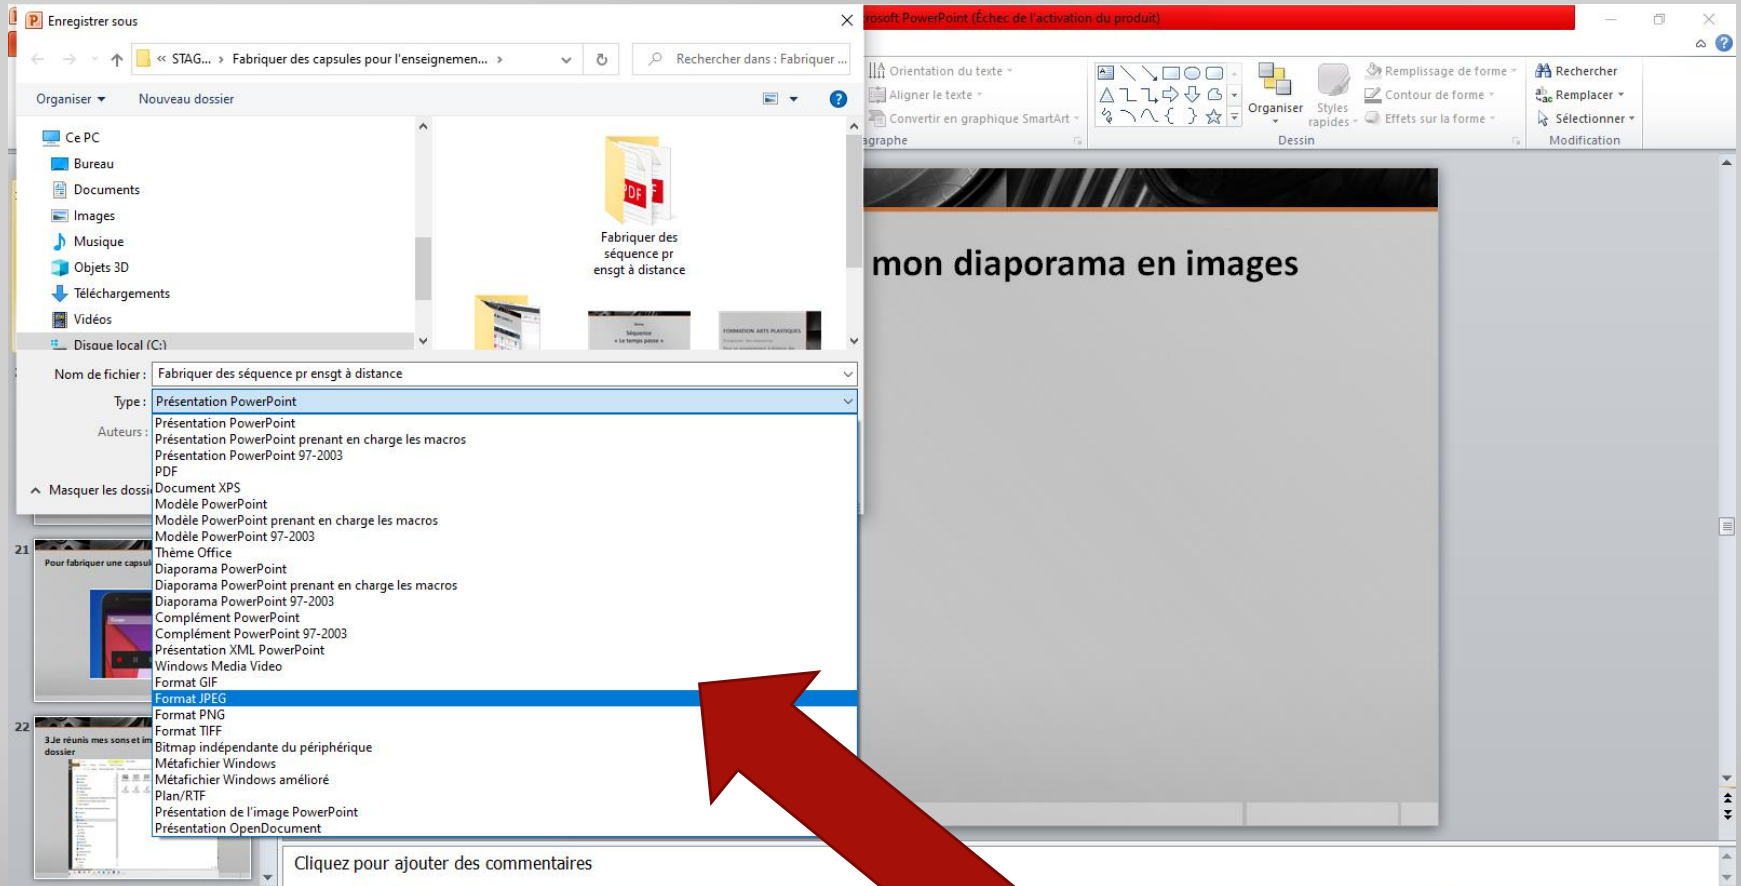 Enregistrer sous
rosoft PowerPoint (Échec de l'activation du produit)
« STAG... › Fabriquer des capsules pour l'enseignemen... ›
Rechercher dans : Fabriquer ...
Organiser
Nouveau dossier
Ce PC
Bureau
Documents
Images
Musique
Objets 3D
Téléchargements
Vidéos
Disque local (C:)
PDF
Fabriquer des
séquence pr
ensgt à distance
Séquence
« Le temps passe »
FORMATION ARTS PLASTIQUES
Nom de fichier :
Fabriquer des séquence pr ensgt à distance
Type :
Présentation PowerPoint
Auteurs :
Masquer les dossi
Présentation PowerPoint
Présentation PowerPoint prenant en charge les macros
Présentation PowerPoint 97-2003
PDF
Document XPS
Modèle PowerPoint
Modèle PowerPoint prenant en charge les macros
Modèle PowerPoint 97-2003
Thème Office
Diaporama PowerPoint
Diaporama PowerPoint prenant en charge les macros
Diaporama PowerPoint 97-2003
Complément PowerPoint
Complément PowerPoint 97-2003
Présentation XML PowerPoint
Windows Media Video
Format GIF
Format JPEG
Format PNG
Format TIFF
Bitmap indépendante du périphérique
Métafichier Windows
Métafichier Windows amélioré
Plan/RTF
Présentation de l'image PowerPoint
Présentation OpenDocument
Orientation du texte
Aligner le texte
Convertir en graphique SmartArt
agraphe
Organiser
Styles
rapides
Remplissage de forme
Contour de forme
Effets sur la forme
Dessin
Rechercher
Remplacer
Sélectionner
Modification
mon diaporama en images
21
Pour fabriquer une capsul
22
3.Je réunis mes sons et im
dossier
Cliquez pour ajouter des commentaires